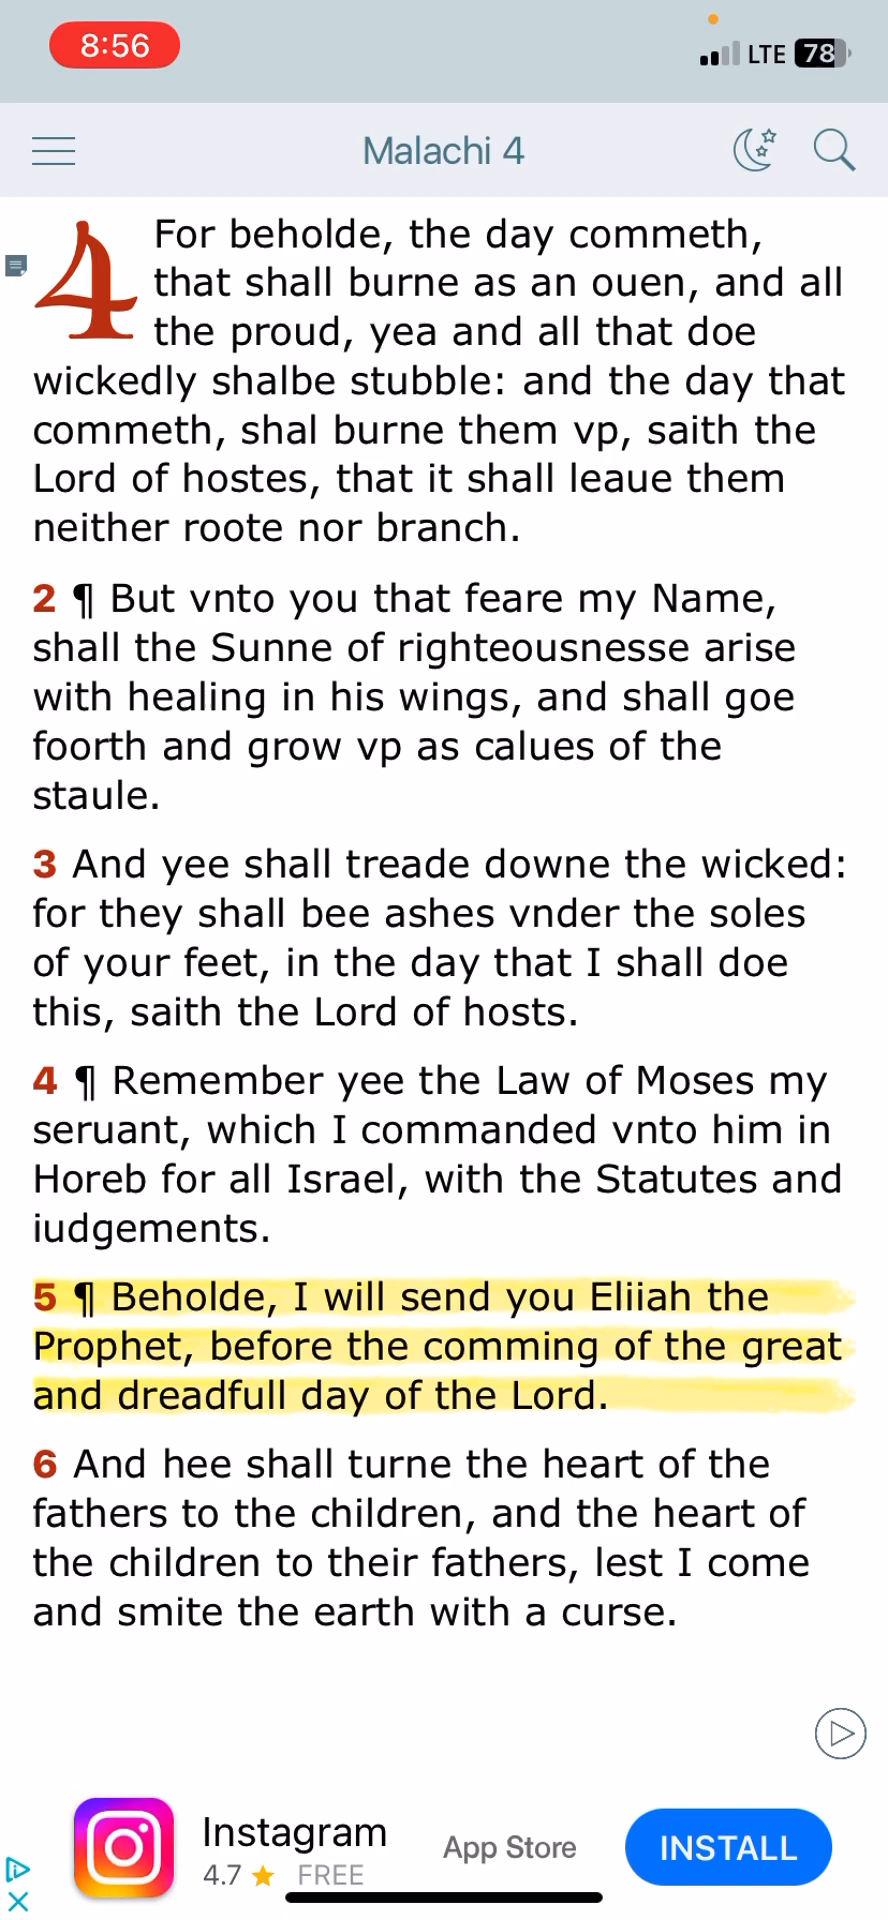 8:56
LTE 78
Malachi 4
4 For beholde, the day commeth,
that shall burne as an ouen, and all
the proud, yea and all that doe
wickedly shalbe stubble: and the day that
commeth, shal burne them vp, saith the
Lord of hostes, that it shall leaue them
neither roote nor branch.
2 ¶ But vnto you that feare my Name,
shall the Sunne of righteousnesse arise
with healing in his wings, and shall goe
foorth and grow vp as calues of the
staule.
3 And yee shall treade downe the wicked:
for they shall bee ashes vnder the soles
of your feet, in the day that I shall doe
this, saith the Lord of hosts.
4 ¶ Remember yee the Law of Moses my
seruant, which I commanded vnto him in
Horeb for all Israel, with the Statutes and
iudgements.
5 ¶ Beholde, I will send you Eliiah the
Prophet, before the comming of the great
and dreadfull day of the Lord.
6 And hee shall turne the heart of the
fathers to the children, and the heart of
the children to their fathers, lest I come
and smite the earth with a curse.
Instagram
4.7 ★ FREE
App Store
INSTALL